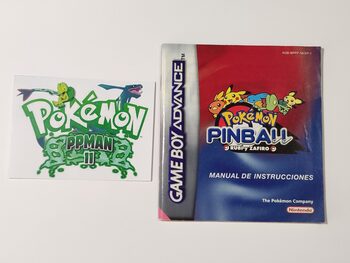 POKéMON
PPMAN
II
GAME BOY ADVANCE
POKéMON
PINBALL
RUBÍ Y ZAFIRO
MANUAL DE INSTRUCCIONES
The Pokémon Company
Nintendo